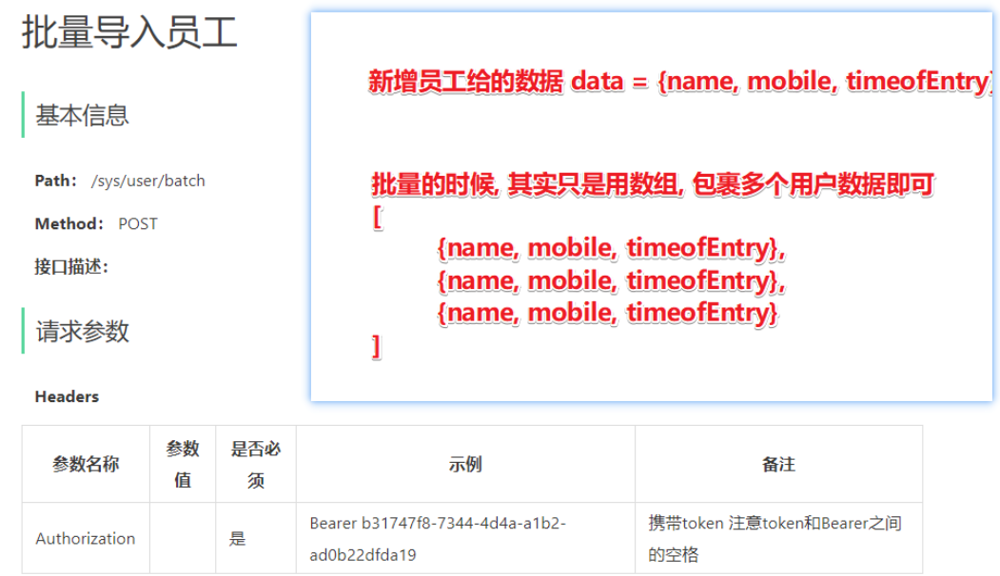 批量导入员工
基本信息
Path： /sys/user/batch
Method： POST
接口描述：
请求参数
Headers
新增员工给的数据 data = {name, mobile, timeofEntry}
批量的时候, 其实只是用数组, 包裹多个用户数据即可
[
{name, mobile, timeofEntry},
{name, mobile, timeofEntry},
{name, mobile, timeofEntry}
]
参数名称 参数值 是否必须 示例 备注
Authorization 是 Bearer b31747f8-7344-4d4a-a1b2-ad0b22dfda19 携带token 注意token和Bearer之间的空格